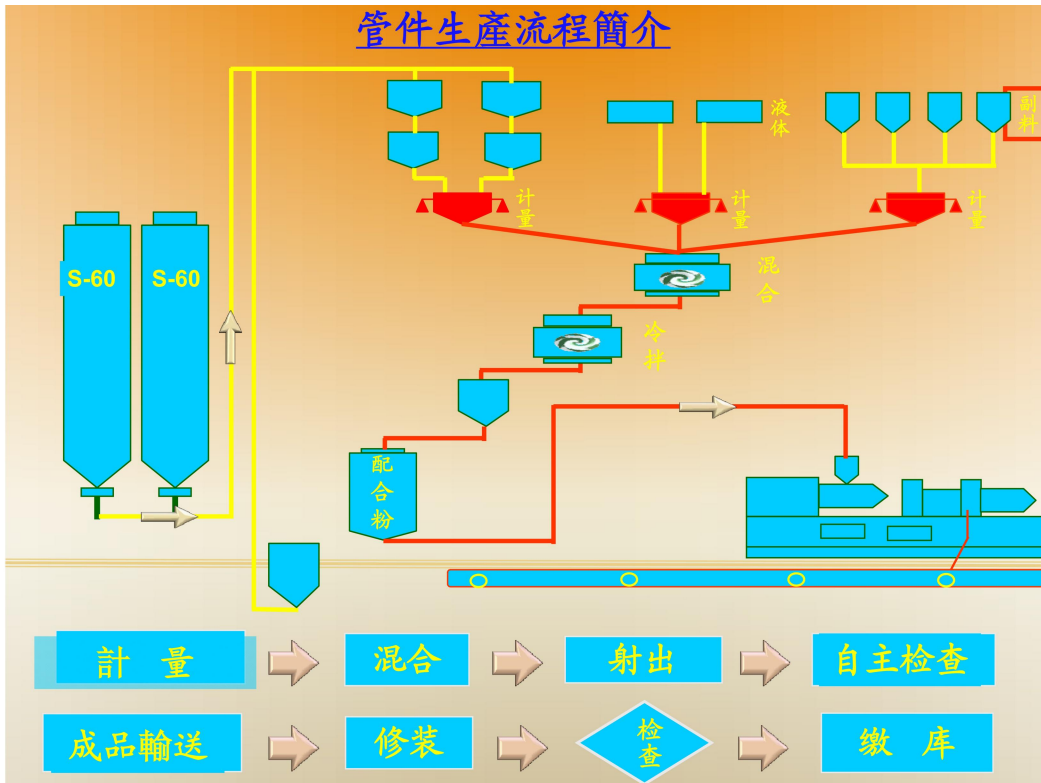 管件生產流程簡介
液体
副料
计量
计量
计量
S-60
S-60
混合
冷拌
配合粉
計 量
混合
射出
自主检查
成品輸送
修装
检查
缴 库